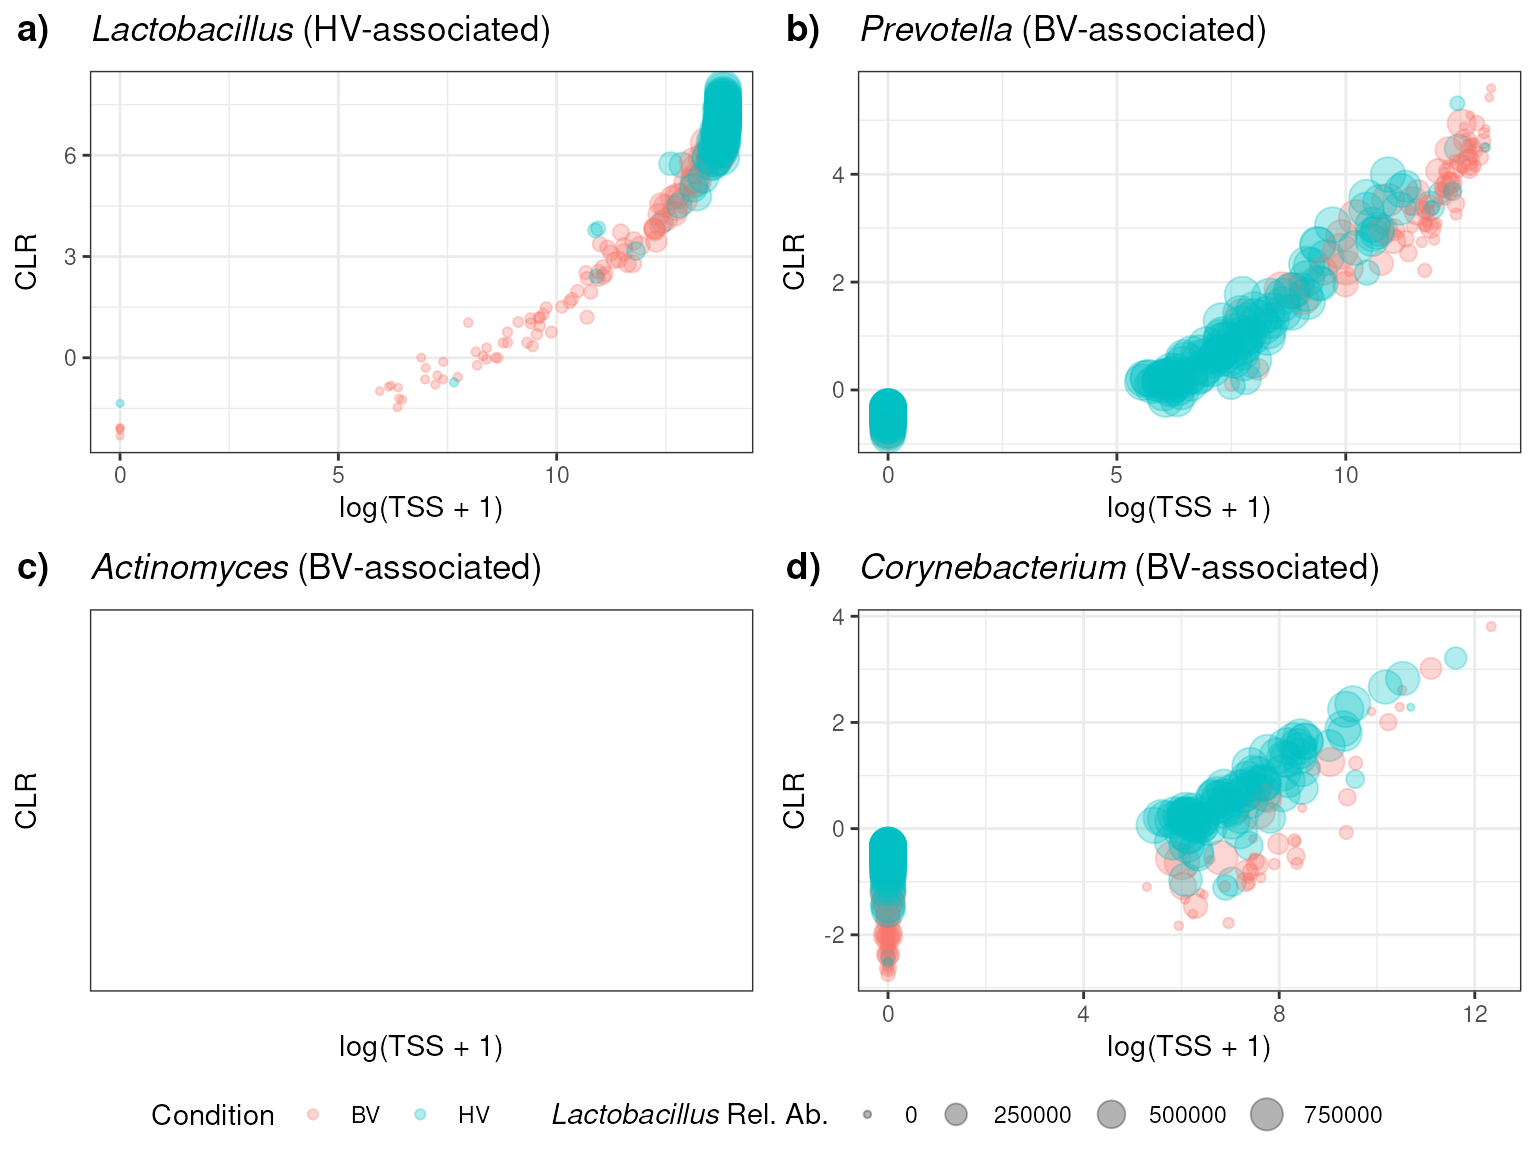 a) Lactobacillus (HV-associated)
CLR
6
3
0
0 5 10
log(TSS + 1)
b) Prevotella (BV-associated)
CLR
4
2
0
0 5 10
log(TSS + 1)
c) Actinomyces (BV-associated)
CLR
log(TSS + 1)
d) Corynebacterium (BV-associated)
CLR
4
2
0
-2
0 4 8 12
log(TSS + 1)
Condition BV HV Lactobacillus Rel. Ab. 0 250000 500000 750000